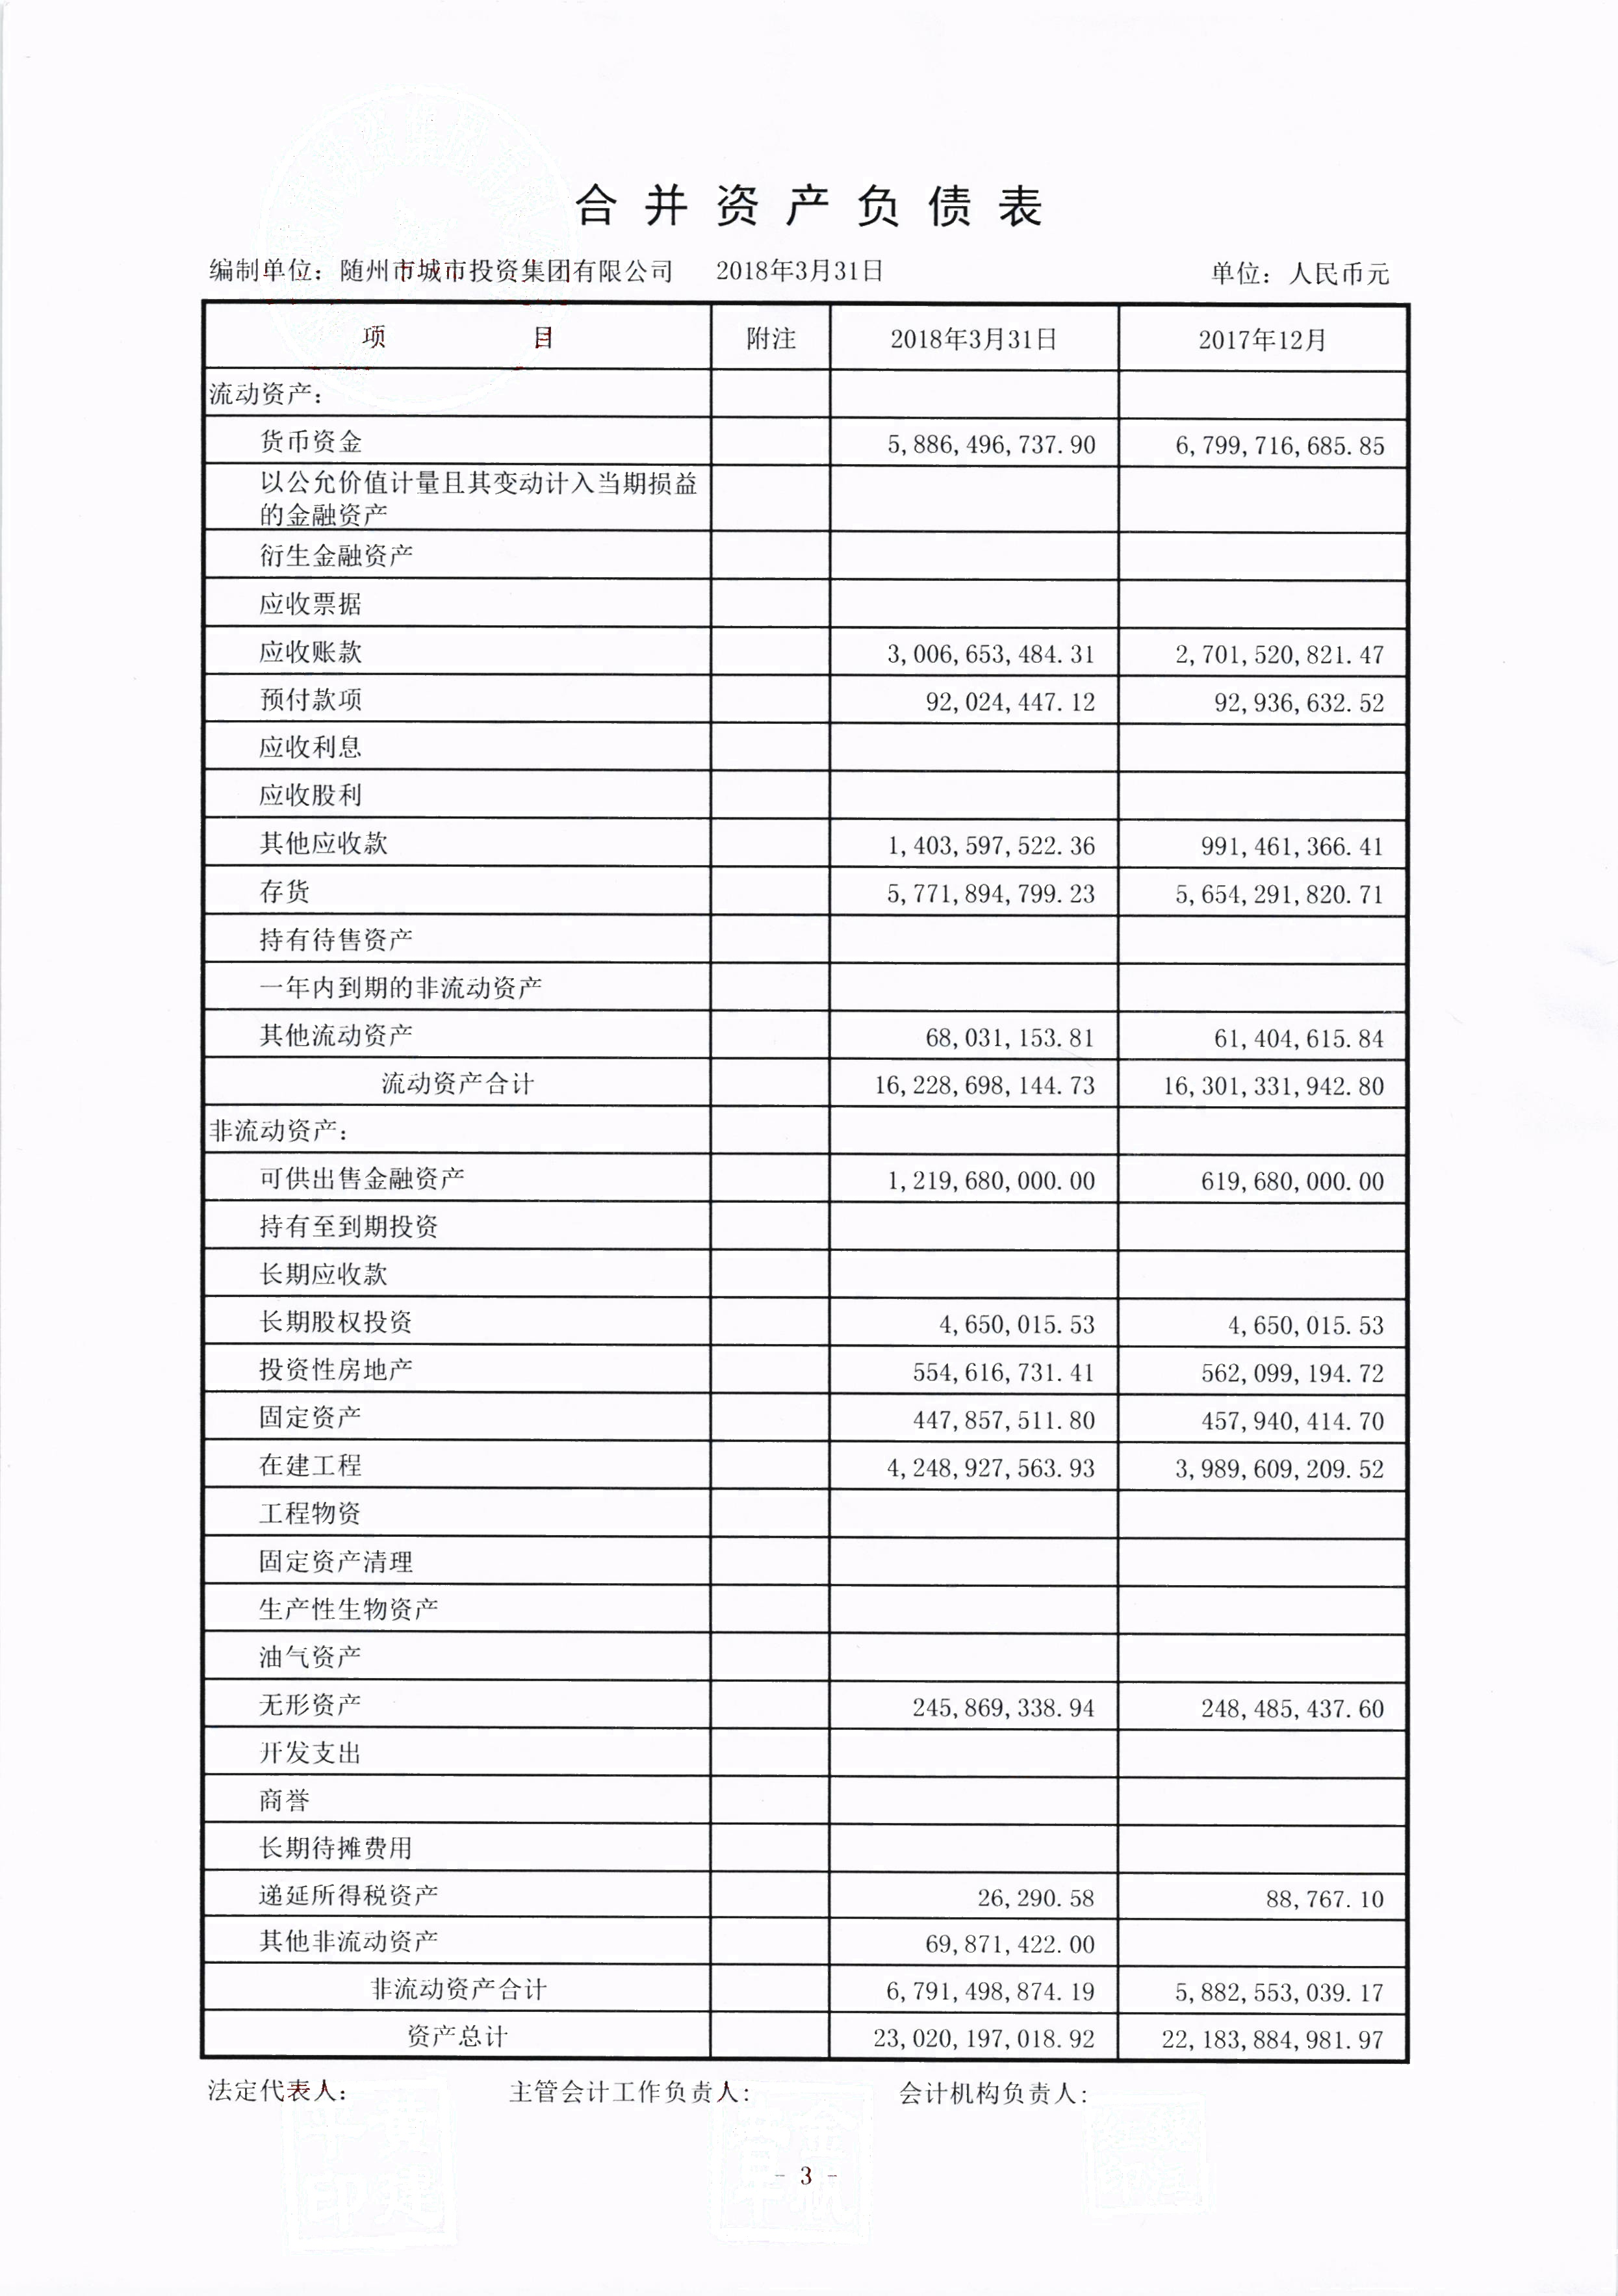 合并资产负债表
编制单位：随州市城市投资集团有限公司 2018年3月31日 单位：人民币元
项目 附注 2018年3月31日 2017年12月
流动资产：
货币资金 5,886,496,737.90 6,799,716,685.85
以公允价值计量且其变动计入当期损益
的金融资产
衍生金融资产
应收票据
应收账款 3,006,653,484.31 2,701,520,821.47
预付款项 92,024,447.12 92,936,632.52
应收利息
应收股利
其他应收款 1,403,597,522.36 991,461,366.41
存货 5,771,894,799.23 5,654,291,820.71
持有待售资产
一年内到期的非流动资产
其他流动资产 68,031,153.81 61,404,615.84
流动资产合计 16,228,698,144.73 16,301,331,942.80
非流动资产：
可供出售金融资产 1,219,680,000.00 619,680,000.00
持有至到期投资
长期应收款
长期股权投资 4,650,015.53 4,650,015.53
投资性房地产 554,616,731.41 562,099,194.72
固定资产 447,857,511.80 457,940,414.70
在建工程 4,248,927,563.93 3,989,609,209.52
工程物资
固定资产清理
生产性生物资产
油气资产
无形资产 245,869,338.94 248,485,437.60
开发支出
商誉
长期待摊费用
递延所得税资产 26,290.58 88,767.10
其他非流动资产 69,871,422.00
非流动资产合计 6,791,498,874.19 5,882,553,039.17
资产总计 23,020,197,018.92 22,183,884,981.97
法定代表人： 主管会计工作负责人： 会计机构负责人：
- 3 -